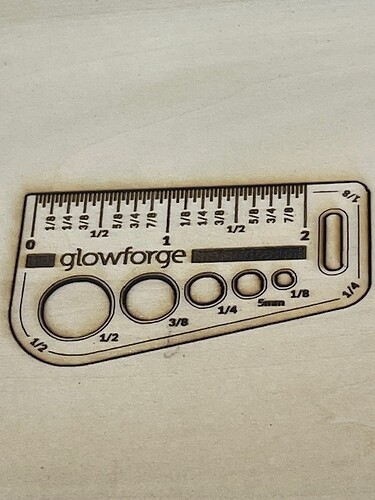 1/8 1/4 3/8 1/2 5/8 3/4 7/8 1/8 1/4 3/8 1/2 5/8 3/4 7/8 1/8
0 1 2
glowforge
1/2 1/2 3/8 1/4 5mm 1/8 1/4